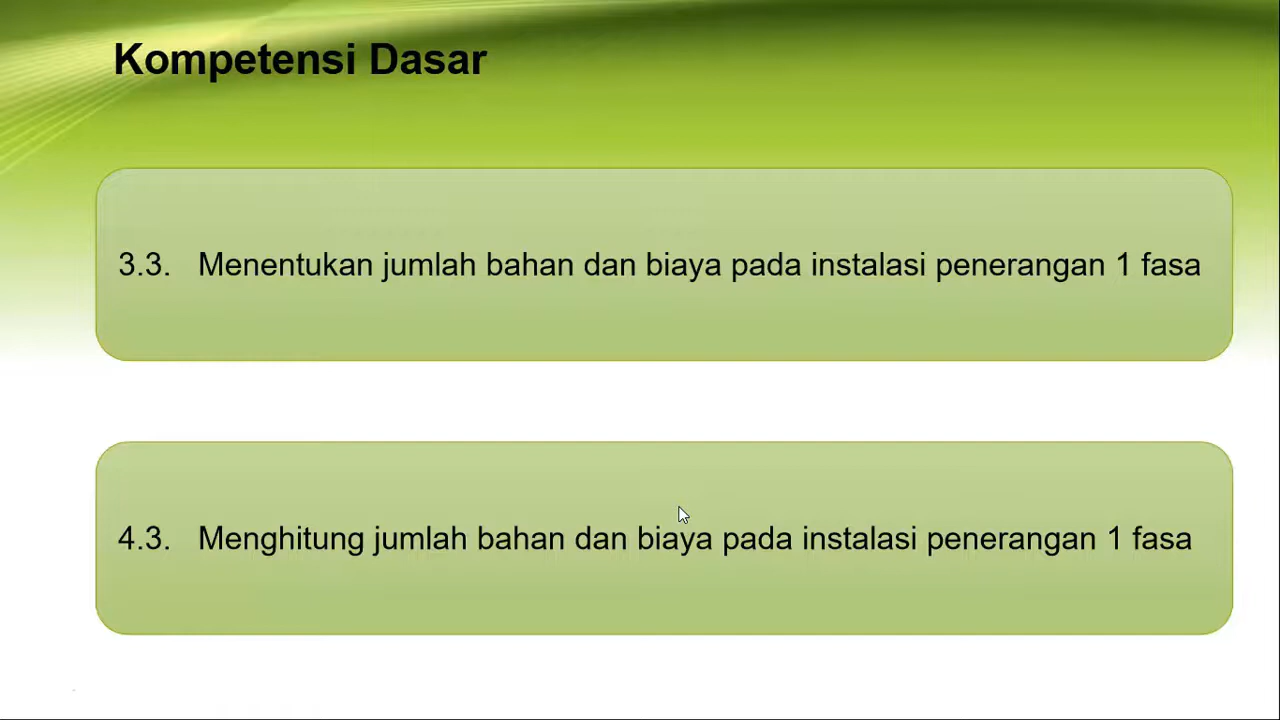 Kompetensi Dasar
3.3. Menentukan jumlah bahan dan biaya pada instalasi penerangan 1 fasa
4.3. Menghitung jumlah bahan dan biaya pada instalasi penerangan 1 fasa